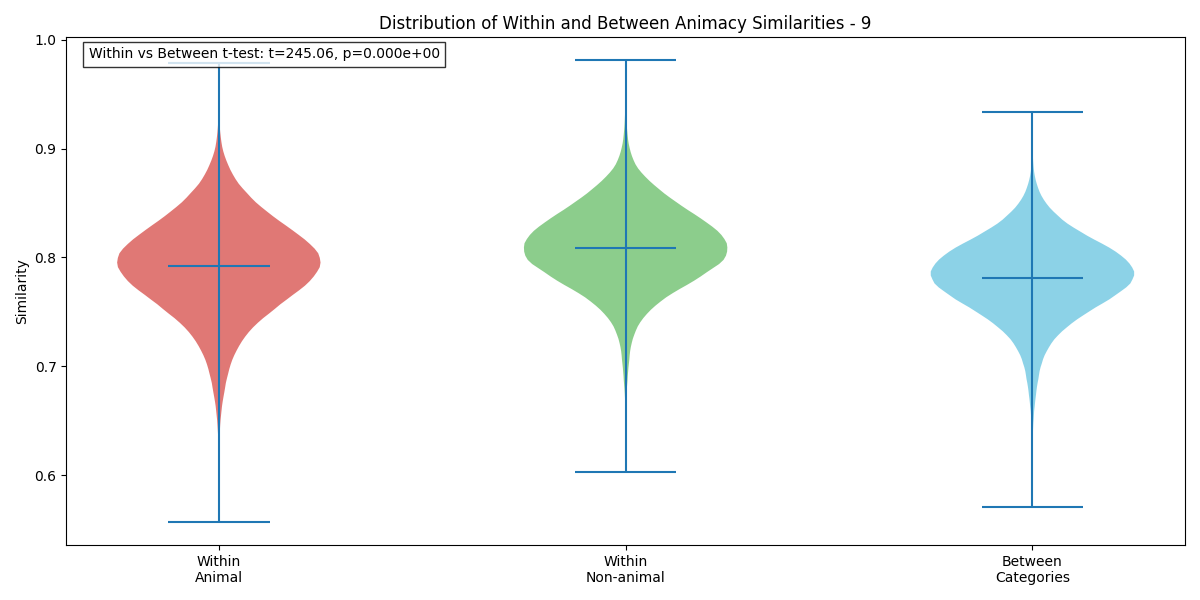 Distribution of Within and Between Animacy Similarities - 9
Within vs Between t-test: t=245.06, p=0.000e+00
Similarity
1.0
0.9
0.8
0.7
0.6
Within
Animal
Within
Non-animal
Between
Categories